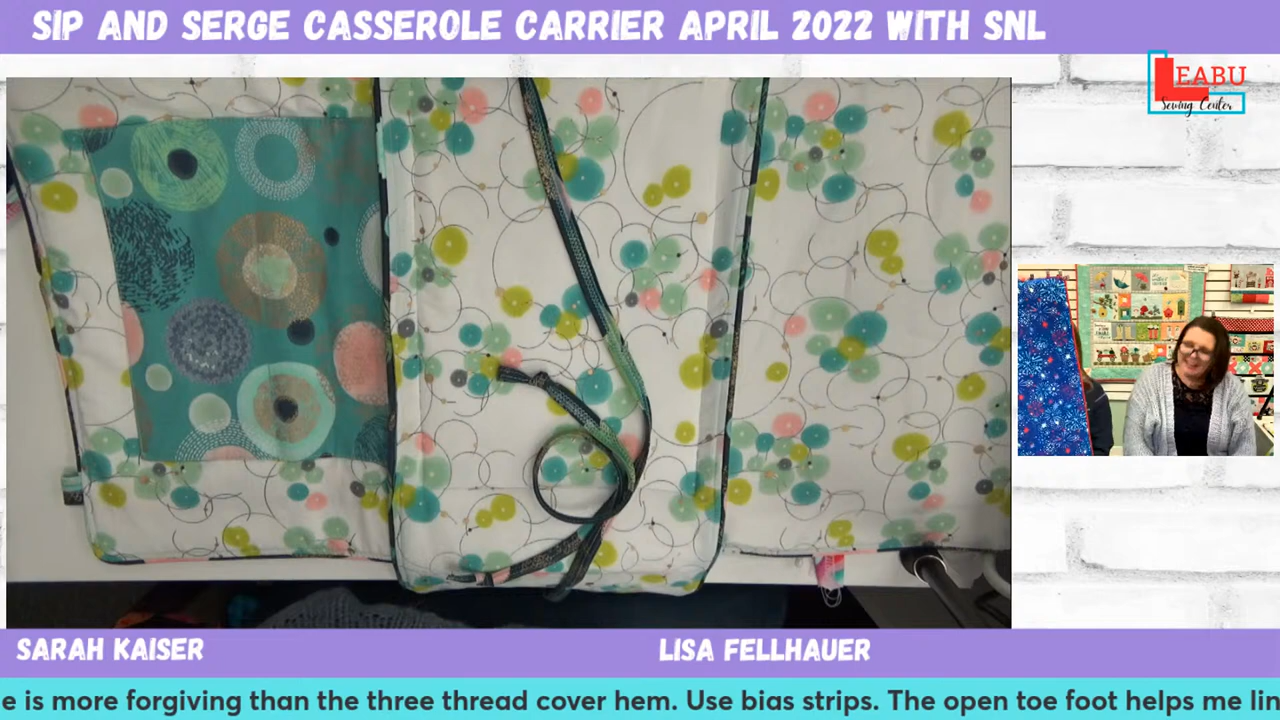 SIP AND SERGE CASSEROLE CARRIER APRIL 2022 WITH SNL
LEABU
Sewing Center
SARAH KAISER
LISA FELLHAUER
e is more forgiving than the three thread cover hem. Use bias strips. The open toe foot helps me lin